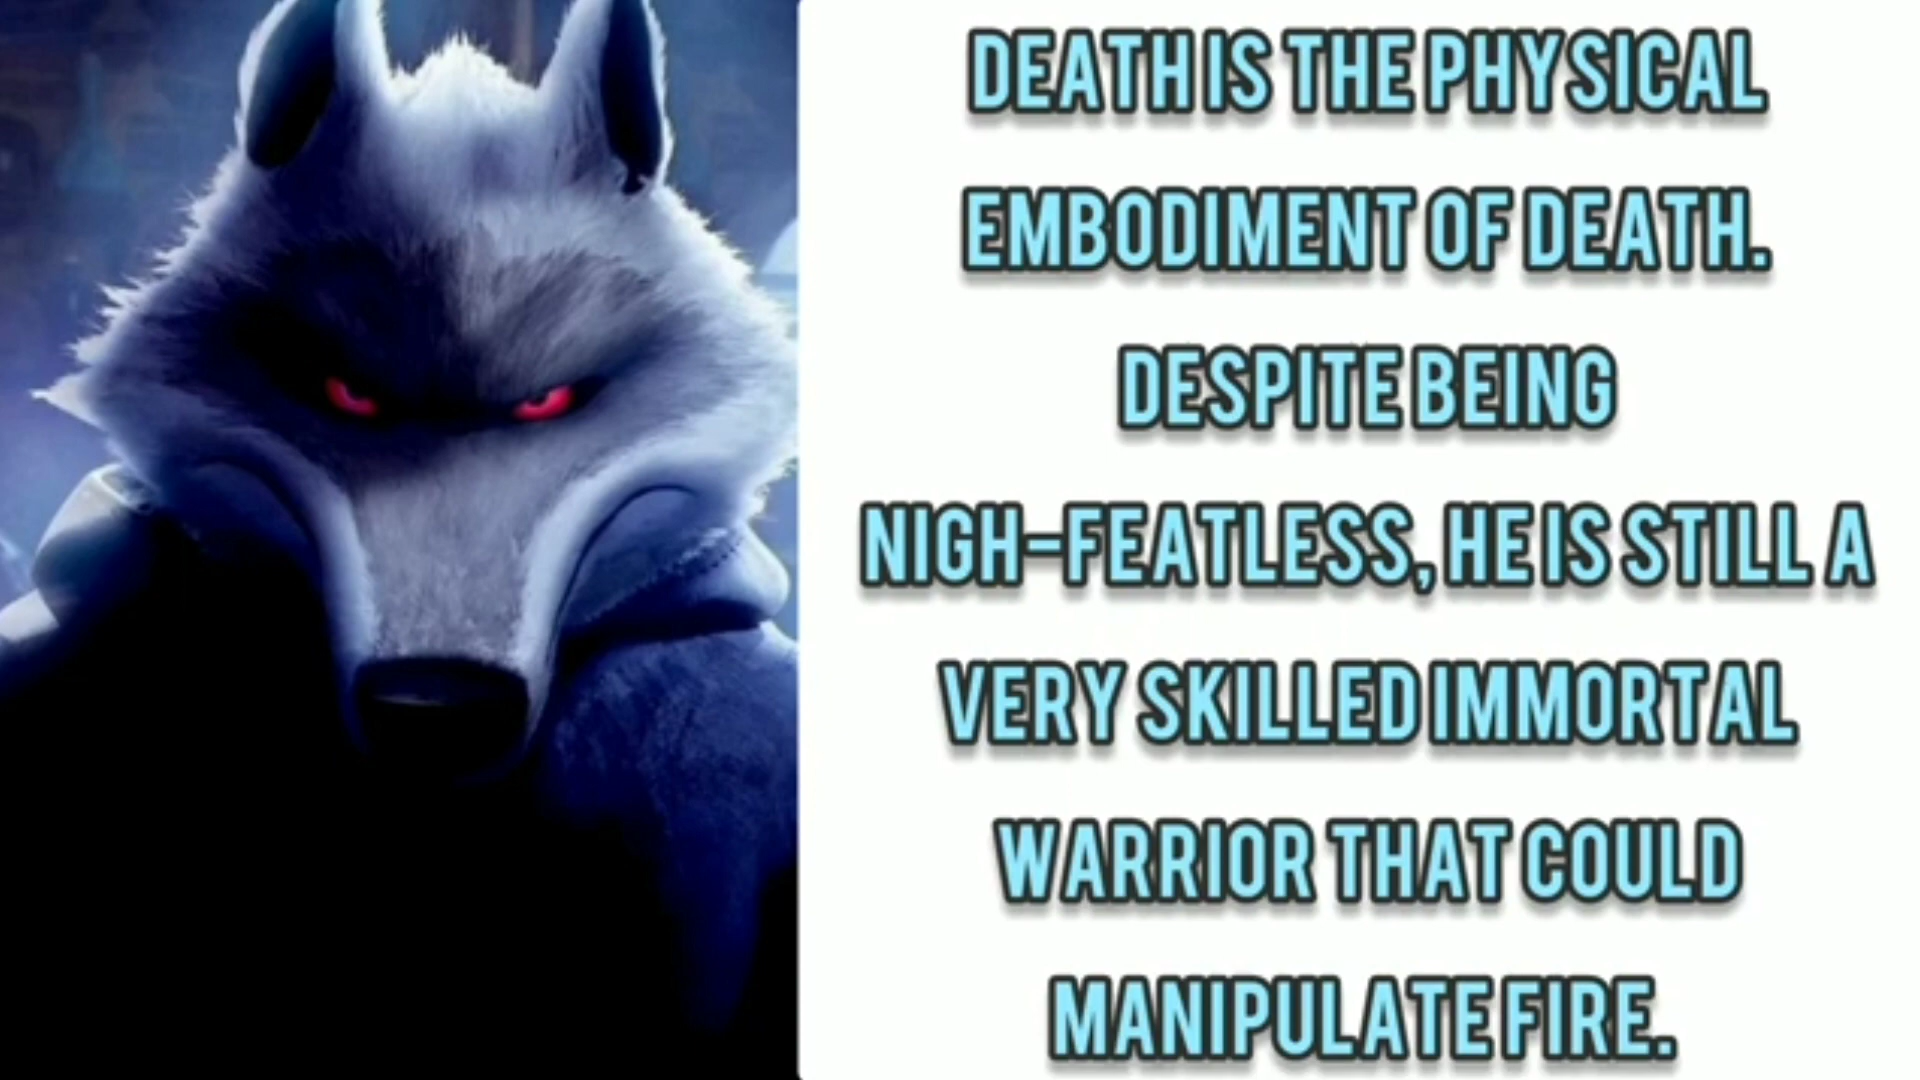 DEATH IS THE PHYSICAL
EMBODIMENT OF DEATH.
DESPITE BEING
NIGH-FEATLESS, HE IS STILL A
VERY SKILLED IMMORTAL
WARRIOR THAT COULD
MANIPULATE FIRE.